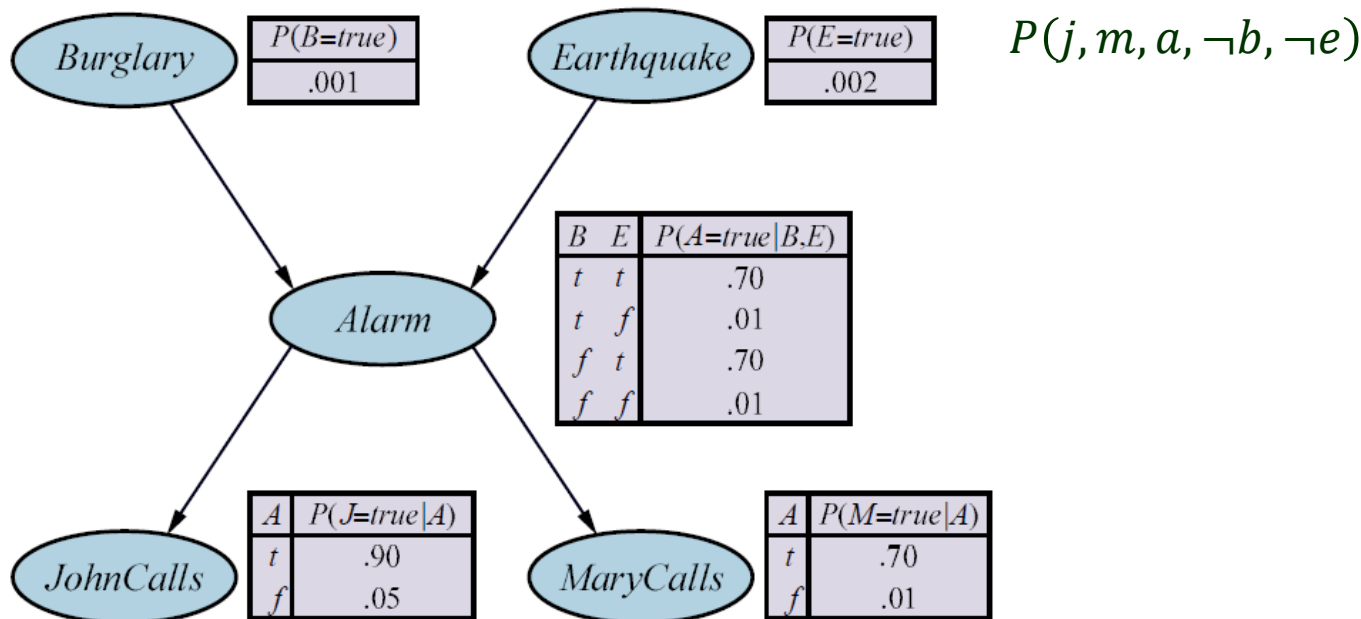 Burglary
P(B=true)
.001
Earthquake
P(E=true)
.002
P(j, m, a, ¬b, ¬e)
B E P(A=true|B,E)
t t .70
t f .01
f t .70
f f .01
Alarm
JohnCalls
A P(J=true|A)
t .90
f .05
MaryCalls
A P(M=true|A)
t .70
f .01